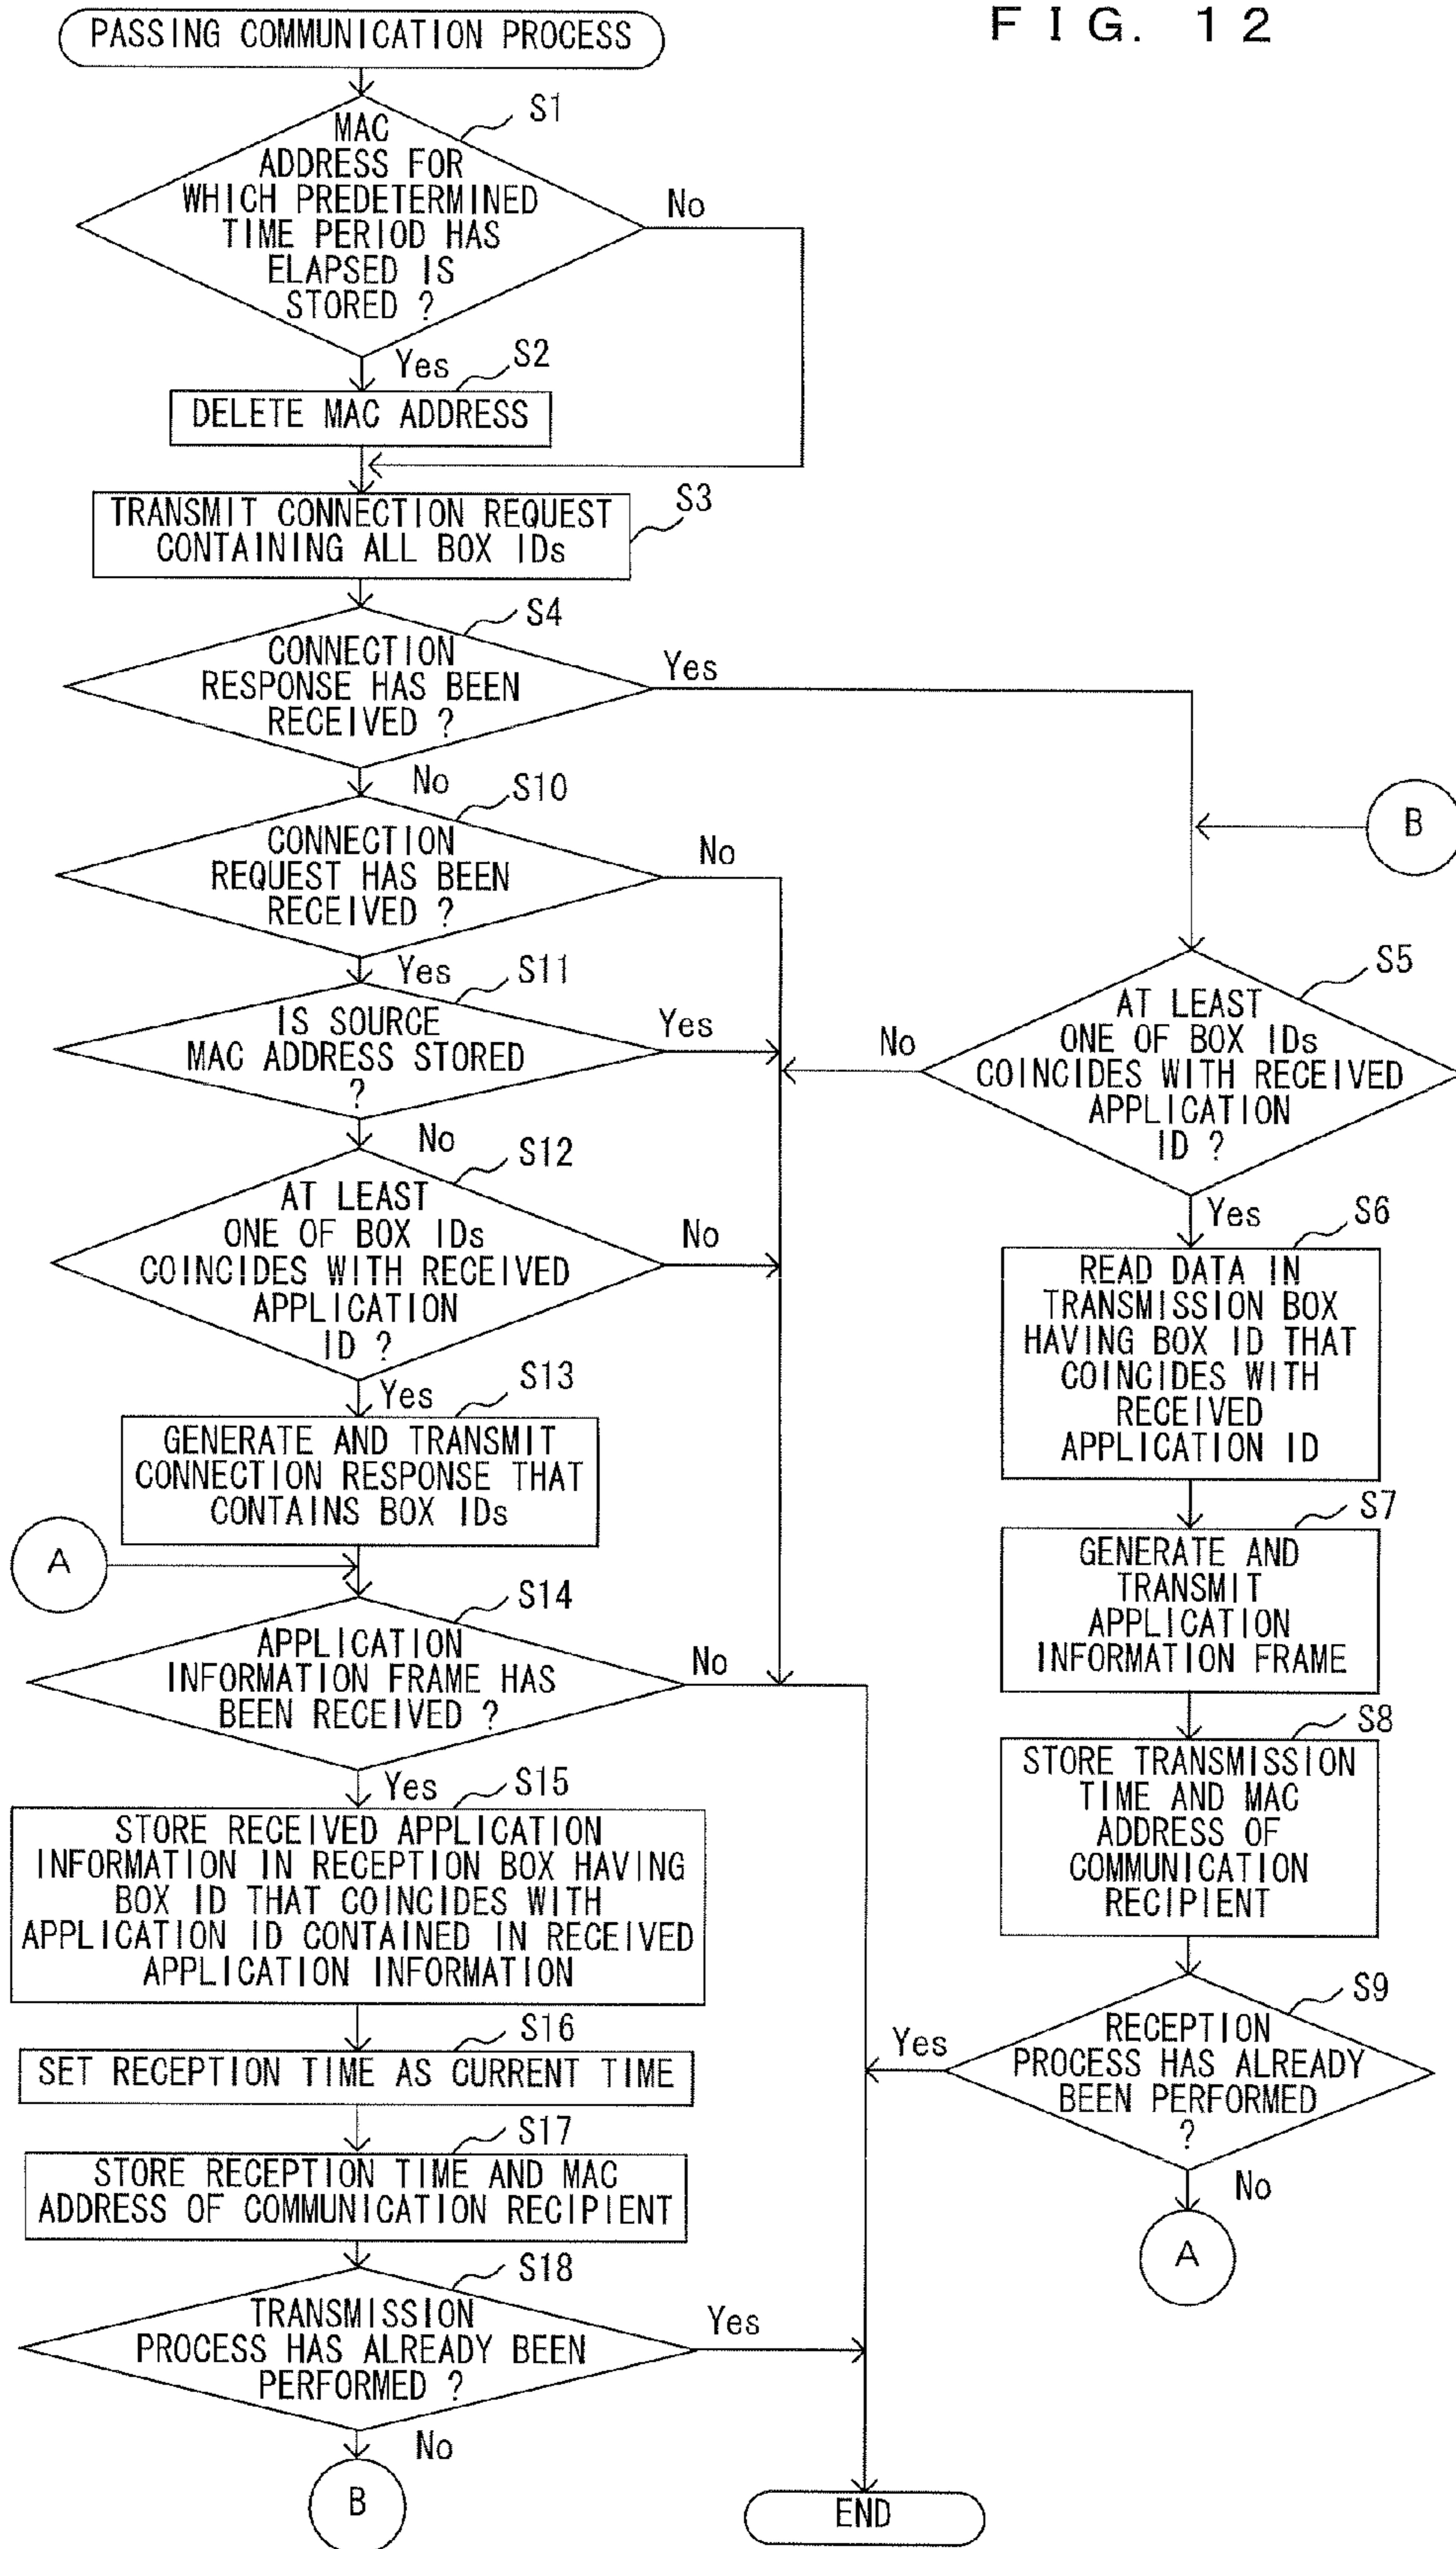 FIG. 12
PASSING COMMUNICATION PROCESS
S1
MAC
ADDRESS FOR
WHICH PREDETERMINED
TIME PERIOD HAS
ELAPSED IS
STORED ?
No
Yes
S2
DELETE MAC ADDRESS
S3
TRANSMIT CONNECTION REQUEST
CONTAINING ALL BOX IDs
S4
CONNECTION
RESPONSE HAS BEEN
RECEIVED ?
Yes
No
S10
CONNECTION
REQUEST HAS BEEN
RECEIVED ?
No
Yes
S11
IS SOURCE
MAC ADDRESS STORED
?
Yes
No
S12
AT LEAST
ONE OF BOX IDs
COINCIDES WITH RECEIVED
APPLICATION
ID ?
No
Yes
S13
GENERATE AND TRANSMIT
CONNECTION RESPONSE THAT
CONTAINS BOX IDs
A
S14
APPLICATION
INFORMATION FRAME HAS
BEEN RECEIVED ?
No
Yes
S15
STORE RECEIVED APPLICATION
INFORMATION IN RECEPTION BOX HAVING
BOX ID THAT COINCIDES WITH
APPLICATION ID CONTAINED IN RECEIVED
APPLICATION INFORMATION
S16
SET RECEPTION TIME AS CURRENT TIME
S17
STORE RECEPTION TIME AND MAC
ADDRESS OF COMMUNICATION RECIPIENT
S18
TRANSMISSION
PROCESS HAS ALREADY BEEN
PERFORMED ?
Yes
No
B
B
S5
AT LEAST
ONE OF BOX IDs
COINCIDES WITH RECEIVED
APPLICATION
ID ?
No
Yes
S6
READ DATA IN
TRANSMISSION BOX
HAVING BOX ID THAT
COINCIDES WITH
RECEIVED
APPLICATION ID
S7
GENERATE AND
TRANSMIT
APPLICATION
INFORMATION FRAME
S8
STORE TRANSMISSION
TIME AND MAC
ADDRESS OF
COMMUNICATION
RECIPIENT
S9
RECEPTION
PROCESS HAS ALREADY
BEEN PERFORMED
?
Yes
No
A
END